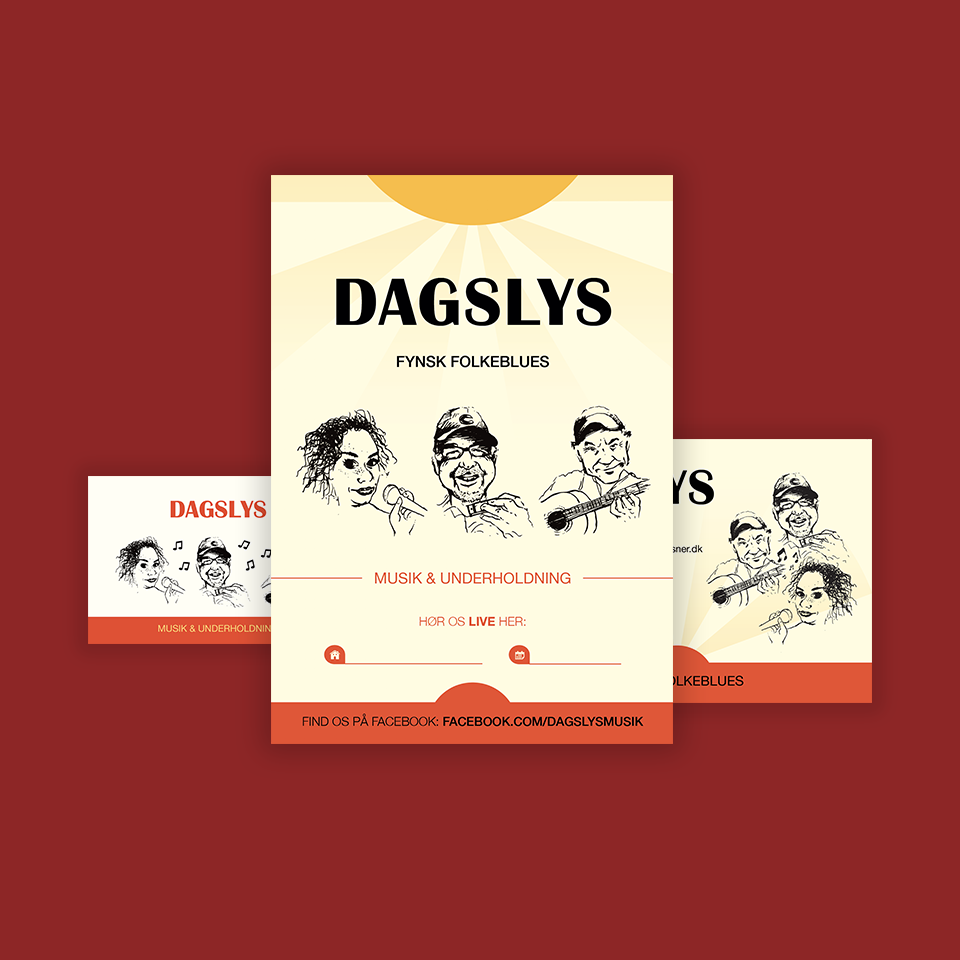 DAGSLYS
FYNSK FOLKEBLUES
MUSIK & UNDERHOLDNING
HØR OS LIVE HER:
FIND OS PÅ FACEBOOK: FACEBOOK.COM/DAGSLYSMUSIK
DAGSLYS
MUSIK & UNDERHOLDNIN
YS
sner.dk
OLKEBLUES